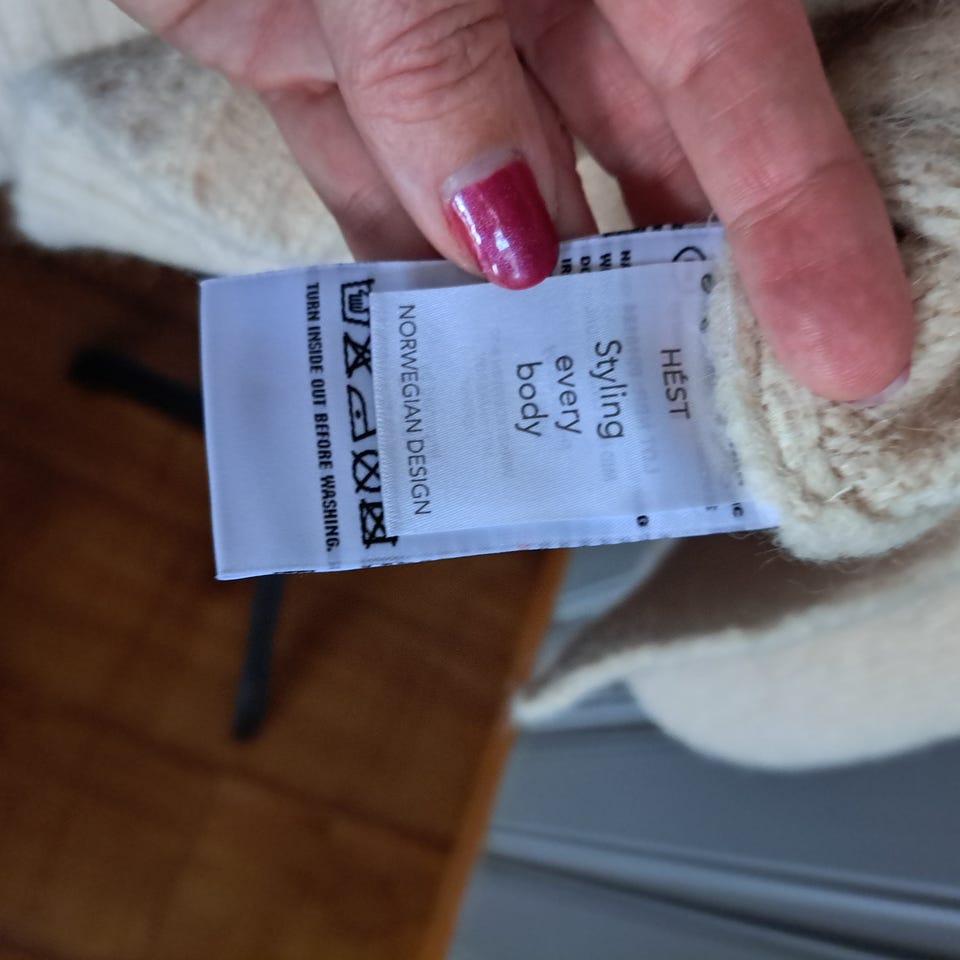 HÉST
Styling
every
body
NORWEGIAN DESIGN
TURN INSIDE OUT BEFORE WASHING.